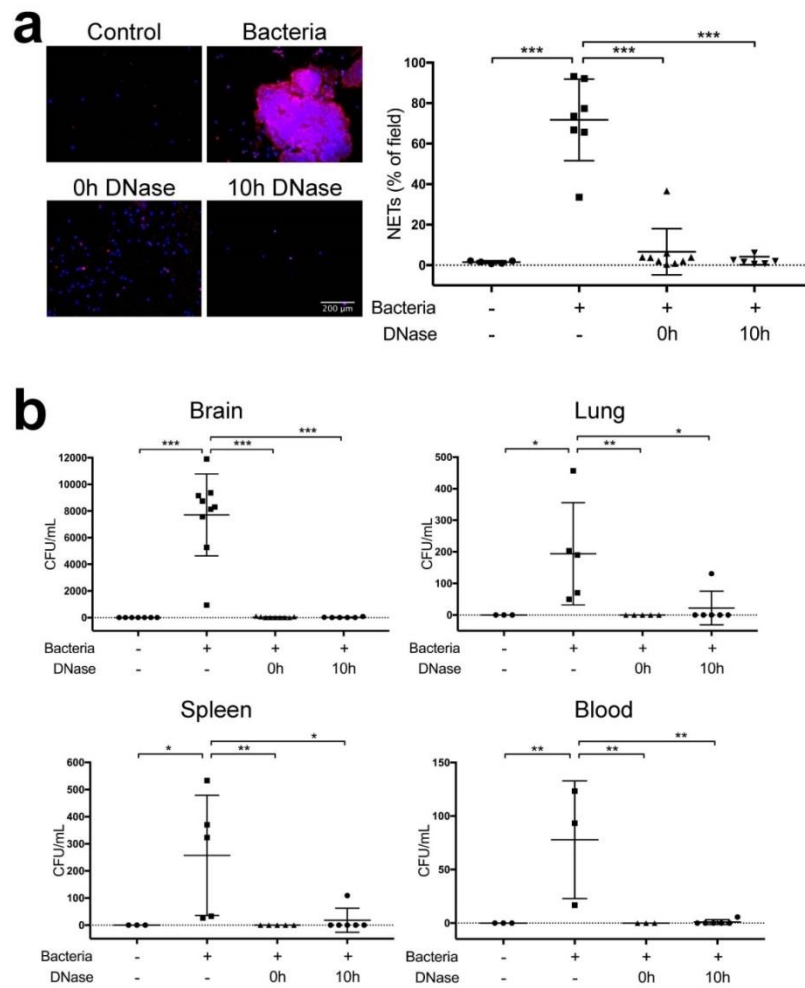 a
Control
Bacteria
0h DNase
10h DNase
200 µm
***
***
***
NETs (% of field)
100
80
60
40
20
0
Bacteria - + + +
DNase - - 0h 10h
b
Brain
***
***
***
CFU/mL
12000
10000
8000
6000
4000
2000
0
Bacteria - + + +
DNase - - 0h 10h
Lung
*
*
**
CFU/mL
500
400
300
200
100
0
Bacteria - + + +
DNase - - 0h 10h
Spleen
*
*
**
CFU/mL
600
500
400
300
200
100
0
Bacteria - + + +
DNase - - 0h 10h
Blood
**
**
**
CFU/mL
150
100
50
0
Bacteria - + + +
DNase - - 0h 10h